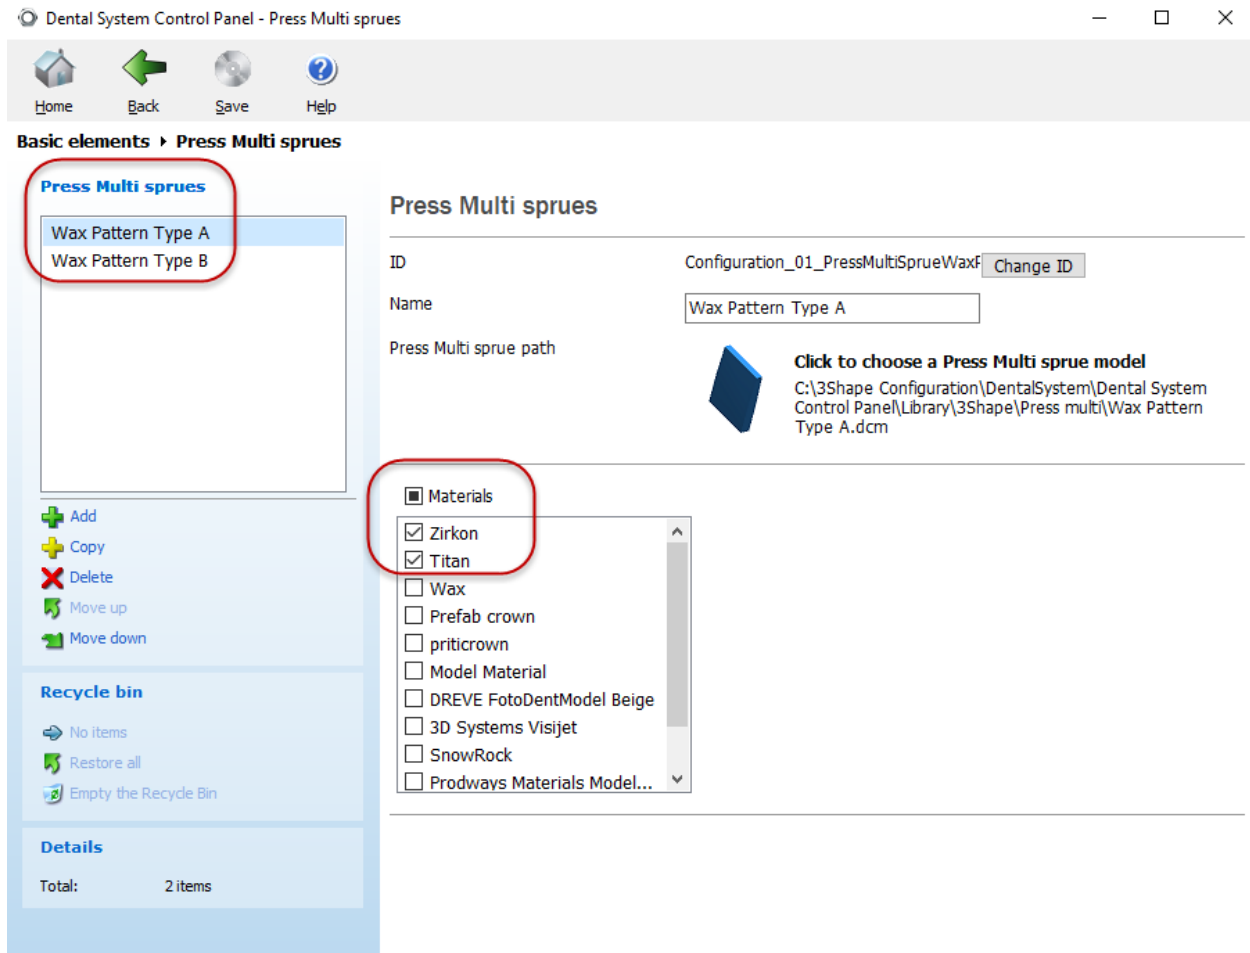 Dental System Control Panel - Press Multi sprues
Home Back Save Help
Basic elements Press Multi sprues
Press Multi sprues
Wax Pattern Type A
Wax Pattern Type B
Add
Copy
Delete
Move up
Move down
Recycle bin
No items
Restore all
Empty the Recycle Bin
Details
Total: 2 items
Press Multi sprues
ID Configuration_01_PressMultiSprueWaxF Change ID
Name Wax Pattern Type A
Press Multi sprue path
Click to choose a Press Multi sprue model
C:\3Shape Configuration\DentalSystem\Dental System
Control Panel\Library\3Shape\Press multi\Wax Pattern
Type A.dcm
Materials
Zirkon
Titan
Wax
Prefab crown
priticrown
Model Material
DREVE FotoDentModel Beige
3D Systems Visijet
SnowRock
Prodways Materials Model...